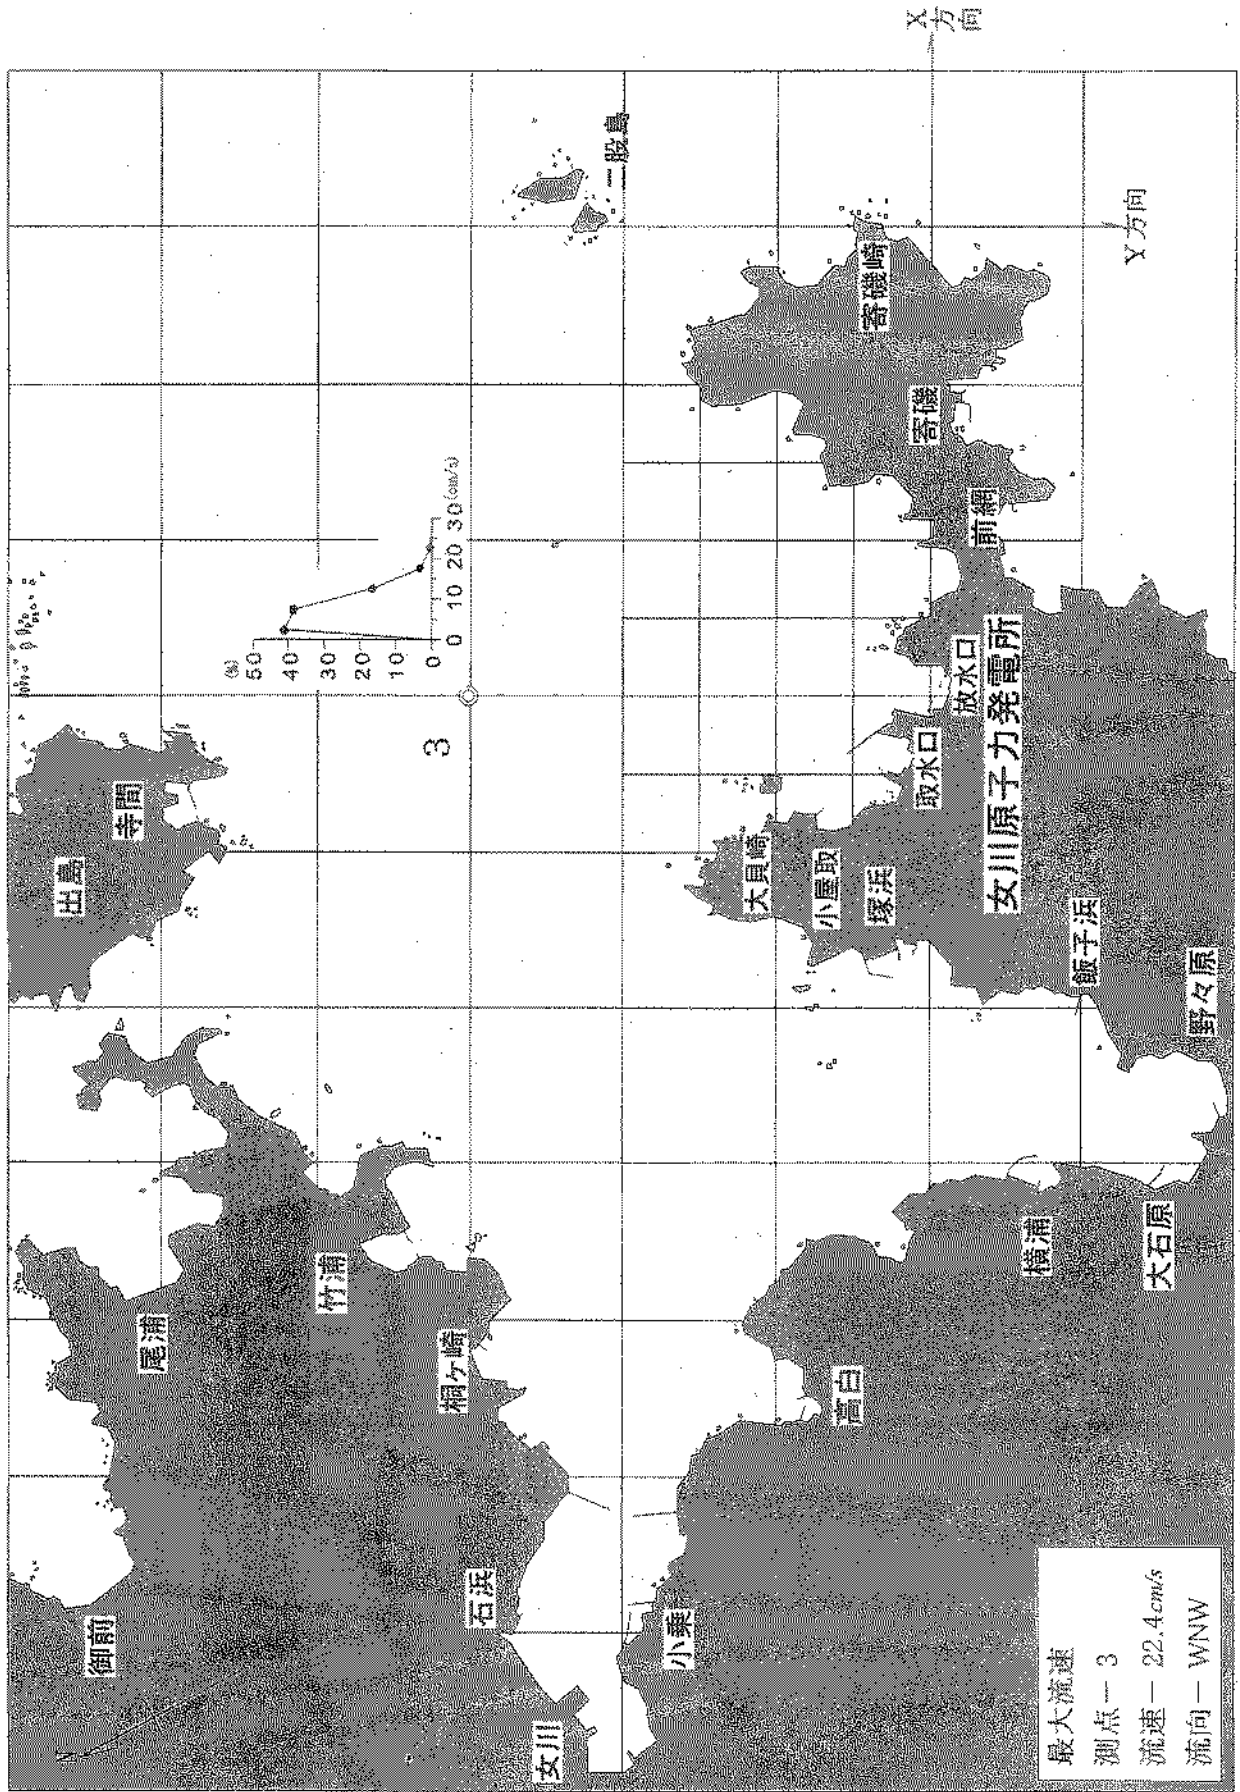 御前
尾浦
出島
寺間
竹浦
桐ヶ崎
石浜
女川
小乗
高白
横浦
大石原
野々原
飯子浜
塚浜
小屋取
大貝崎
取水口
放水口
女川原子力発電所
前網
寄磯
寄磯崎
二股島
X方向
Y方向
3
(%)
50
40
30
20
10
0
0 10 20 30 (cm/s)
最大流速
測点－3
流速－22.4cm/s
流向－WNW